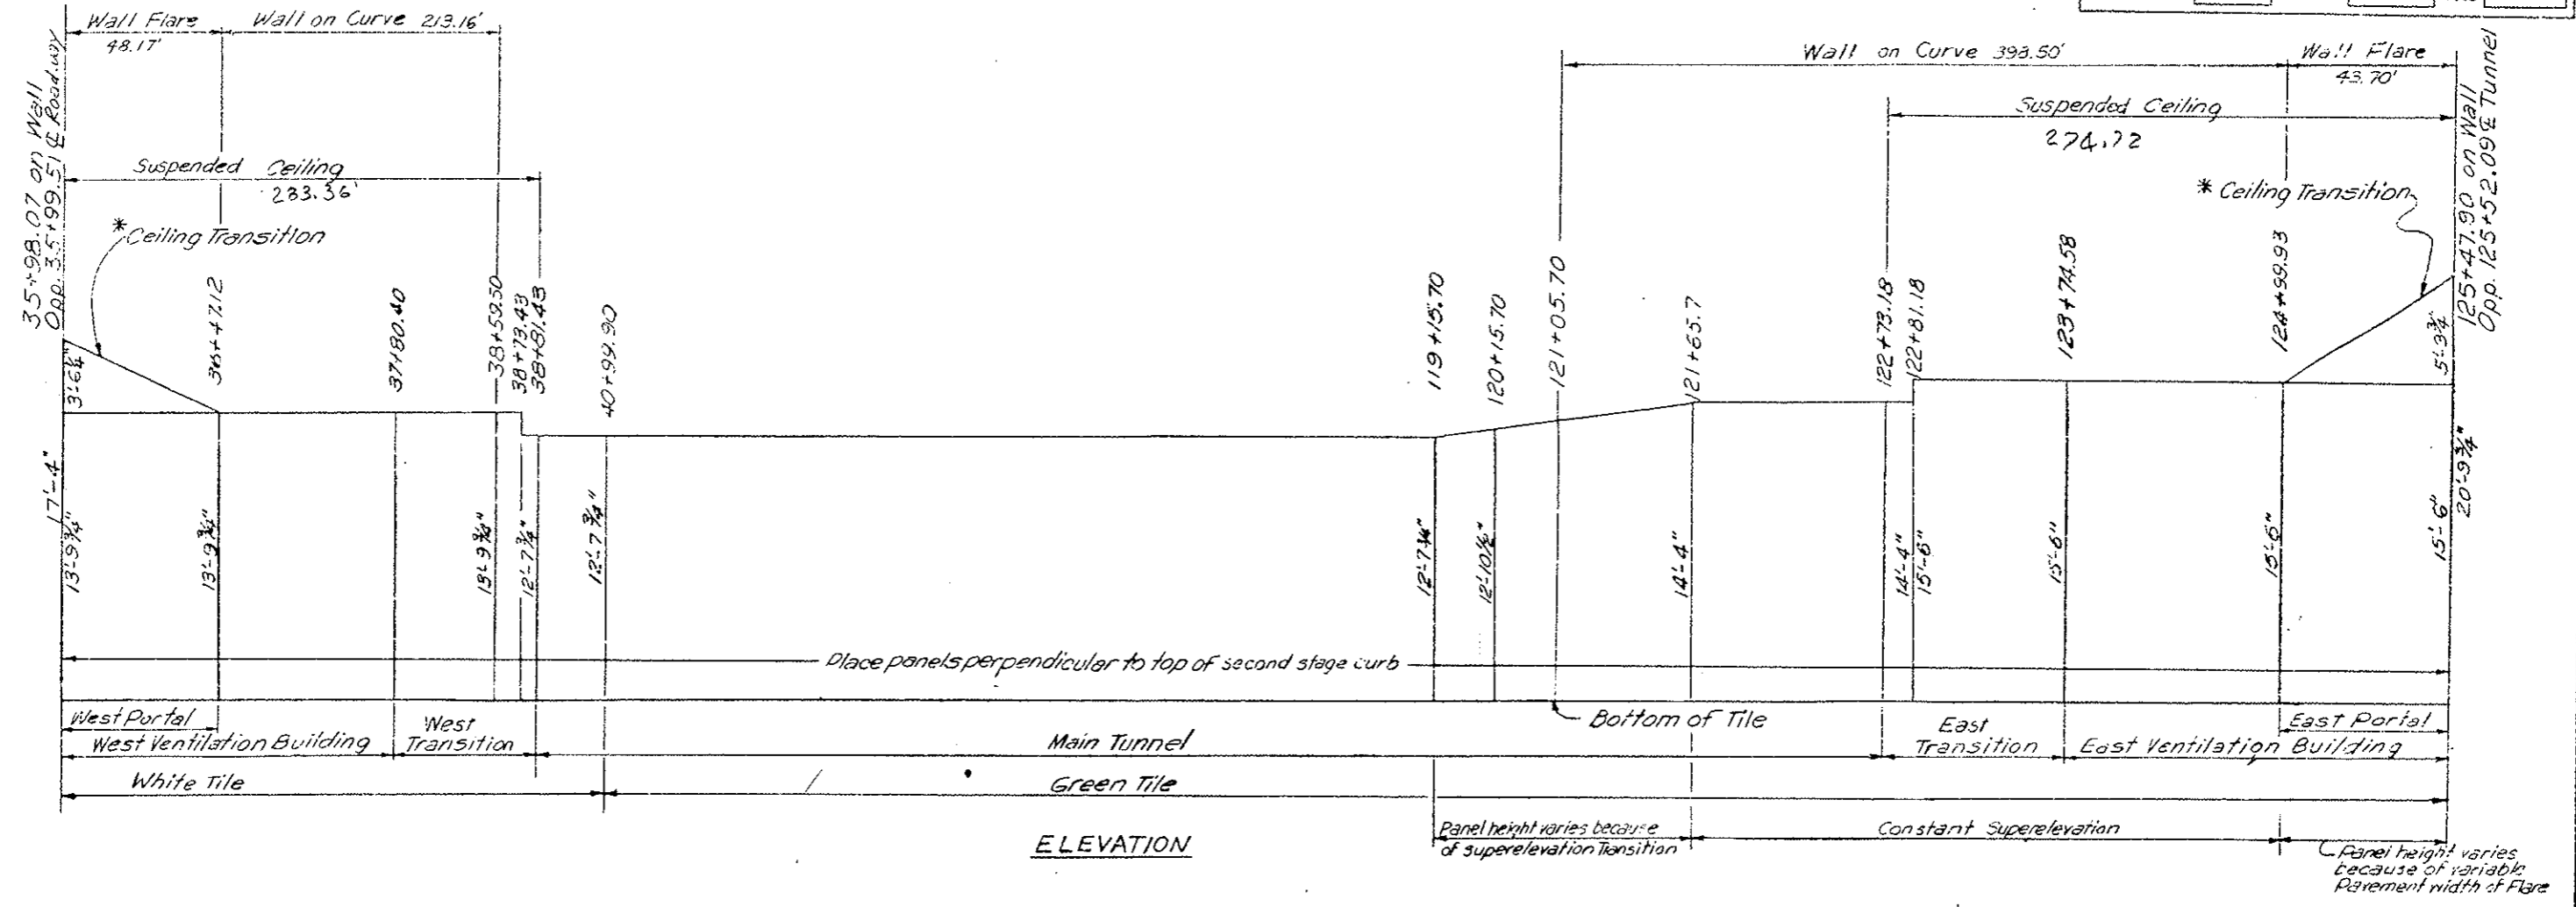 Wall Flare
48.17'
Wall on Curve 213.16'
Wall on Curve 393.50'
Wall Flare
43.70'
Suspended Ceiling
274.72
Suspended Ceiling
283.36'
* Ceiling Transition
* Ceiling Transition
35+98.07 on Wall
Opp. 35+99.51 ℄ Roadway
125+47.90 on Wall
Opp. 125+52.09 ℄ Tunnel
36+47.12
37+80.40
38+59.50
38+73.43
38+81.43
40+99.90
119+15.70
120+15.70
121+05.70
121+65.7
122+73.18
122+81.18
123+74.58
124+99.93
3'-6¼"
5'-3¾"
17'-4"
13'-9¾"
13'-9¾"
13'-9¾"
12'-7¾"
12'-7¾"
12'-7¾"
12'-10½"
14'-4"
14'-4"
15'-6"
15'-6"
15'-6"
15'-6"
20'-9¾"
Place panels perpendicular to top of second stage curb
West Portal
West Ventilation Building
West
Transition
Main Tunnel
Bottom of Tile
East
Transition
East Portal
East Ventilation Building
White Tile
Green Tile
ELEVATION
Panel height varies because
of superelevation Transition
Constant Superelevation
Panel height varies
because of variable
Pavement width at Flare